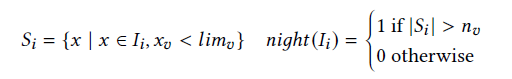 S_i = {x | x ∈ I_i, x_v < lim_v} night(I_i) = { 1 if |S_i| > n_v
0 otherwise